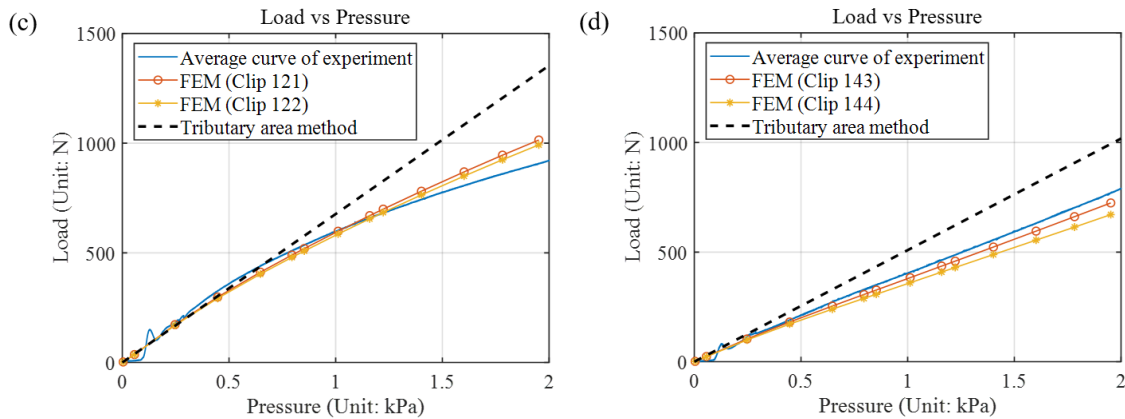 (c)
Load vs Pressure
1500
1000
500
0
Load (Unit: N)
Average curve of experiment
FEM (Clip 121)
FEM (Clip 122)
Tributary area method
0 0.5 1 1.5 2
Pressure (Unit: kPa)
(d)
Load vs Pressure
1500
1000
500
0
Load (Unit: N)
Average curve of experiment
FEM (Clip 143)
FEM (Clip 144)
Tributary area method
0 0.5 1 1.5 2
Pressure (Unit: kPa)